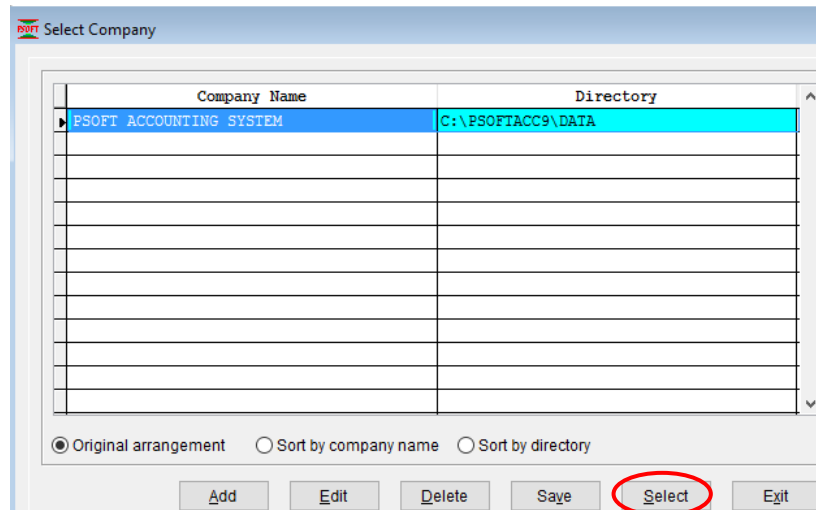 PSOFT Select Company
Company Name Directory
PSOFT ACCOUNTING SYSTEM C:\PSOFTACC9\DATA
Original arrangement Sort by company name Sort by directory
Add Edit Delete Save Select Exit